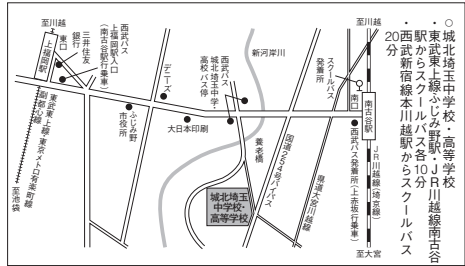 ○城北埼玉中学校・高等学校
・東武東上線ふじみ野駅・JR川越線南古谷
駅からスクールバス各10分
・西武新宿線本川越駅からスクールバス
20分
至川越
上福岡駅
東口
三井住友
銀行
西武バス
上福岡駅入口
(南古谷駅行乗車)
東武東上線・東京メトロ有楽町線・
副都心線
至池袋
ふじみ野
市役所
デニーズ
大日本印刷
西武バス
城北埼玉中学・
高校バス停
新河岸川
養老橋
城北埼玉
中学校・
高等学校
国道254号バイパス
県道大宮川越線
スクールバス
発着所
南口
西武バス発着所(上赤坂行乗車)
至川越
南古谷駅
JR川越線(埼京線)
至大宮